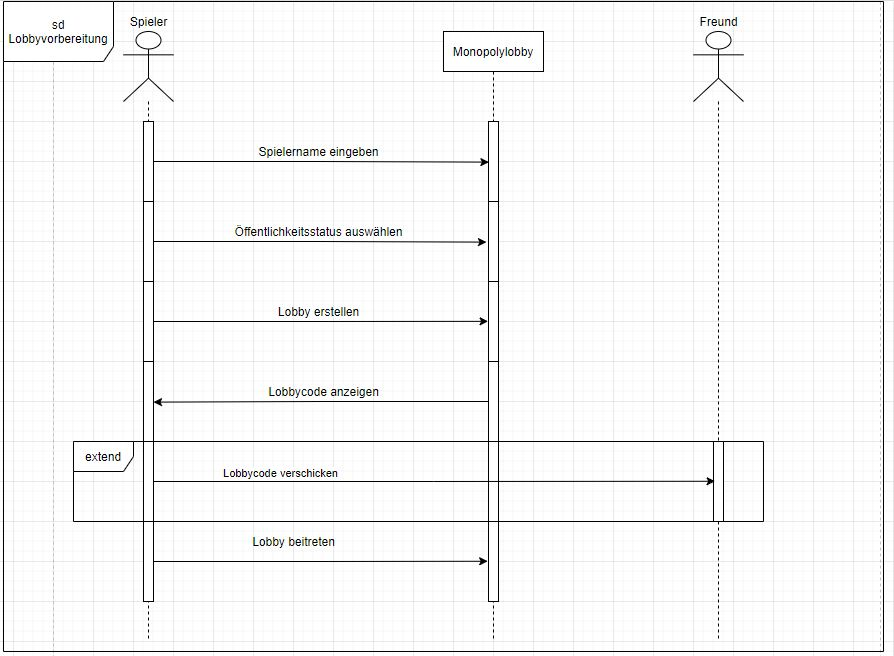 sd
Lobbyvorbereitung
Spieler
Monopolylobby
Freund
Spielername eingeben
Öffentlichkeitsstatus auswählen
Lobby erstellen
Lobbycode anzeigen
extend
Lobbycode verschicken
Lobby beitreten